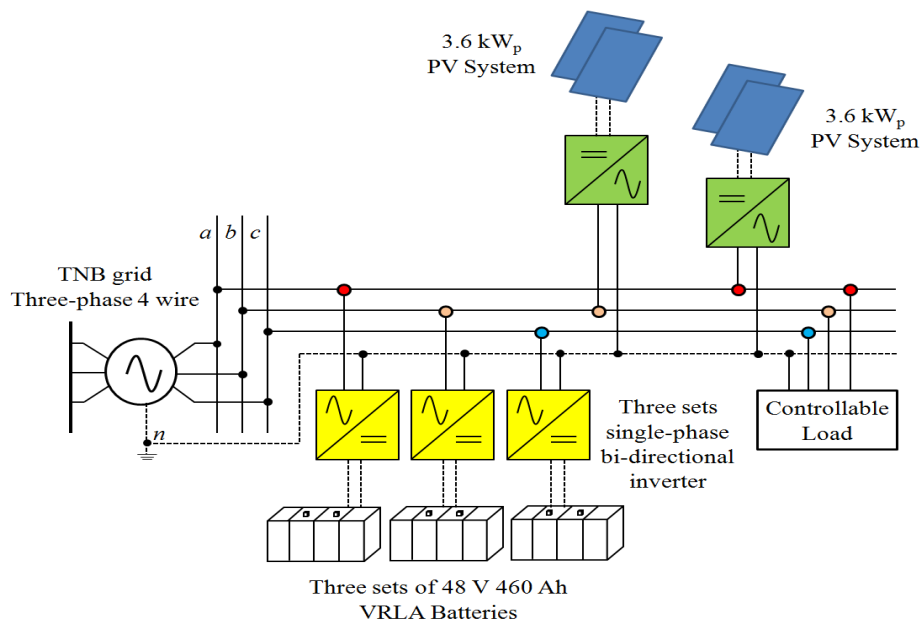 3.6 kWp
PV System
3.6 kWp
PV System
a b c
TNB grid
Three-phase 4 wire
n
Three sets
single-phase
bi-directional
inverter
Controllable
Load
Three sets of 48 V 460 Ah
VRLA Batteries